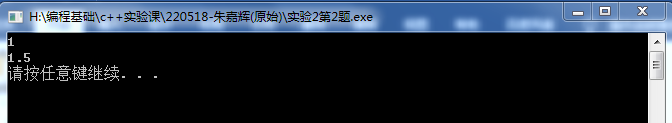 H:\编程基础\c++实验课\220518-朱嘉辉(原始)\实验2第2题.exe
1
1.5
请按任意键继续. . .